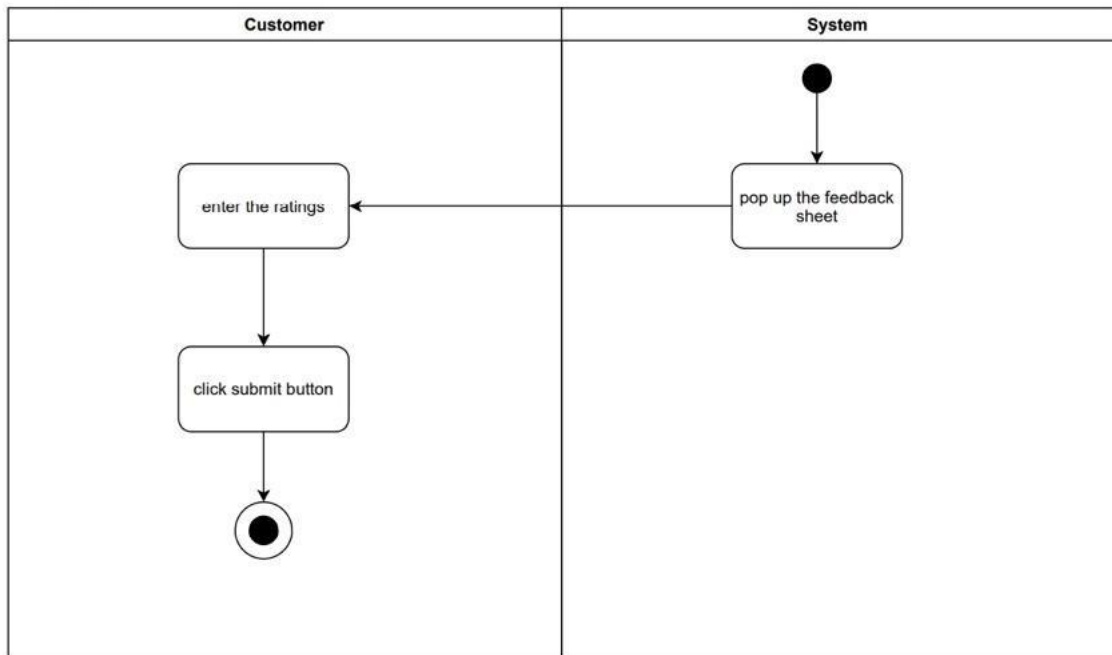 Customer
System
enter the ratings
pop up the feedback
sheet
click submit button